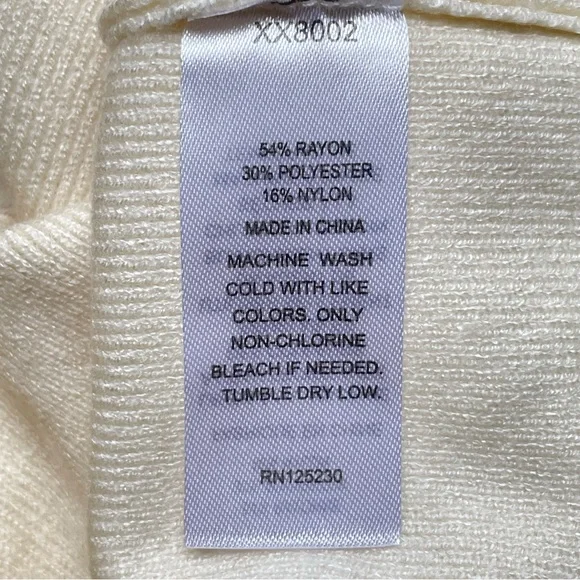 XX8002
54% RAYON
30% POLYESTER
16% NYLON
MADE IN CHINA
MACHINE WASH
COLD WITH LIKE
COLORS. ONLY
NON-CHLORINE
BLEACH IF NEEDED.
TUMBLE DRY LOW.
RN125230